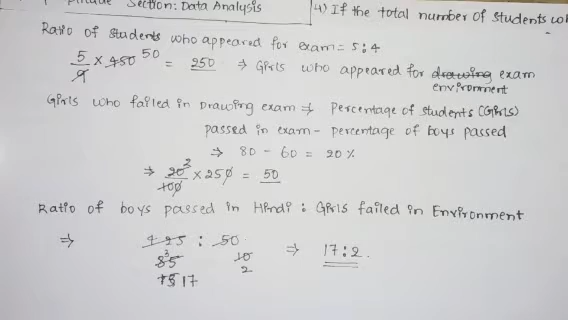 Section: Data Analysis
4) If the total number of students
Ratio of students who appeared for exam = 5 : 4
5/9 × 450 50 = 250 ⇒ Girls who appeared for drawing exam
environment
Girls who failed in Drawing exam ⇒ Percentage of students (Girls)
passed in exam - percentage of boys passed
⇒ 80 - 60 = 20 %
⇒ 20 2/100 × 250 = 50
Ratio of boys passed in Hindi : Girls failed in Environment
⇒ 425 : 50 ⇒ 17 : 2.
85 10
17 2